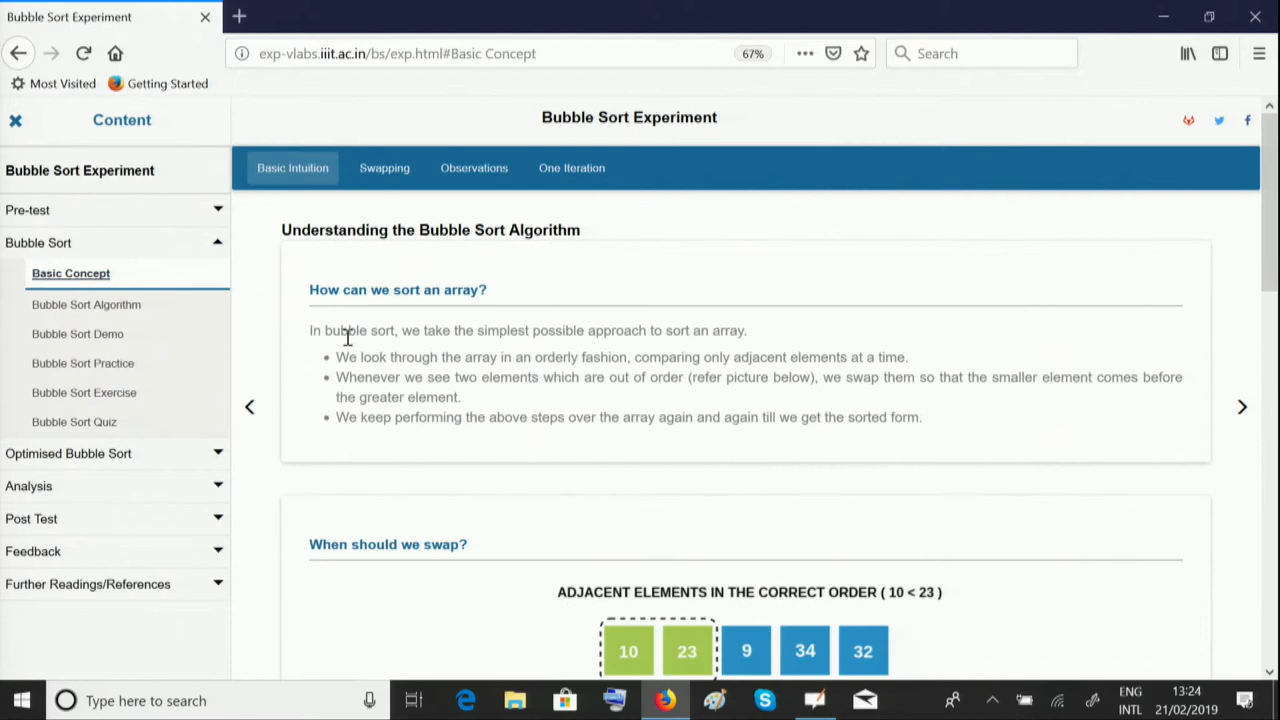 Bubble Sort Experiment
exp-vlabs.iiit.ac.in/bs/exp.html#Basic Concept
67%
Search
Most Visited
Getting Started
Content
Bubble Sort Experiment
Bubble Sort Experiment
Pre-test
Bubble Sort
Basic Concept
Bubble Sort Algorithm
Bubble Sort Demo
Bubble Sort Practice
Bubble Sort Exercise
Bubble Sort Quiz
Optimised Bubble Sort
Analysis
Post Test
Feedback
Further Readings/References
Basic Intuition
Swapping
Observations
One Iteration
Understanding the Bubble Sort Algorithm
How can we sort an array?
In bubble sort, we take the simplest possible approach to sort an array.
• We look through the array in an orderly fashion, comparing only adjacent elements at a time.
• Whenever we see two elements which are out of order (refer picture below), we swap them so that the smaller element comes before
the greater element.
• We keep performing the above steps over the array again and again till we get the sorted form.
When should we swap?
ADJACENT ELEMENTS IN THE CORRECT ORDER ( 10 < 23 )
10 23 9 34 32
Type here to search
ENG
INTL
13:24
21/02/2019